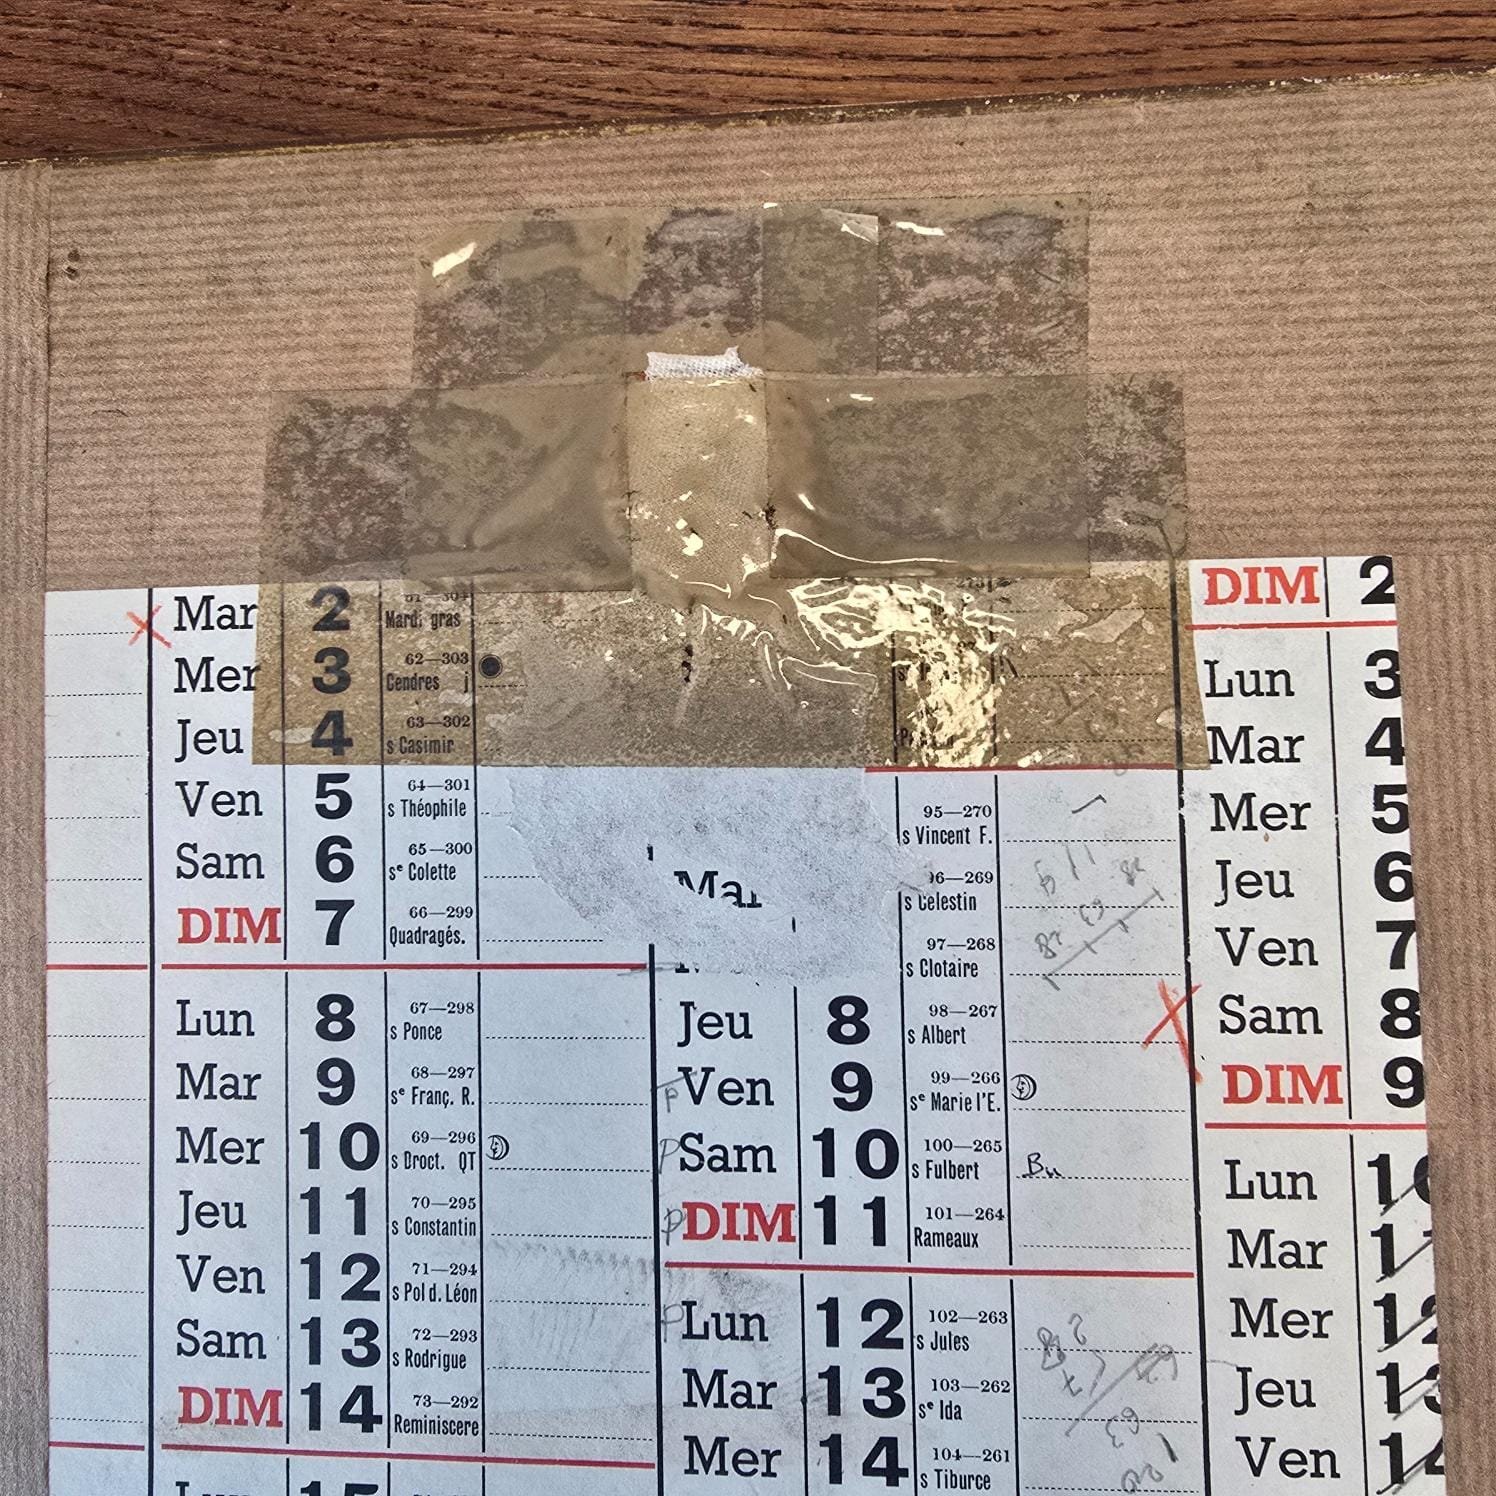 Mar 2 Mardi gras
Mer 3 62—303 Cendres j
Jeu 4 63—302 s Casimir
Ven 5 64—301 s Théophile
Sam 6 65—300 sᵉ Colette
DIM 7 66—299 Quadragés.
Lun 8 67—298 s Ponce
Mar 9 68—297 sᵉ Franç. R.
Mer 10 69—296 s Droct. QT
Jeu 11 70—295 s Constantin
Ven 12 71—294 s Pol d. Léon
Sam 13 72—293 s Rodrigue
DIM 14 73—292 Reminiscere
95—270 s Vincent F.
Mar 96—269 s Célestin
97—268 s Clotaire
Jeu 8 98—267 s Albert
p Ven 9 99—266 sᵉ Marie l'E.
p Sam 10 100—265 s Fulbert
p DIM 11 101—264 Rameaux
p Lun 12 102—263 s Jules
Mar 13 103—262 sᵉ Ida
Mer 14 104—261 s Tiburce
DIM 2
Lun 3
Mar 4
Mer 5
Jeu 6
Ven 7
Sam 8
DIM 9
Lun 10
Mar 11
Mer 12
Jeu 13
Ven 14